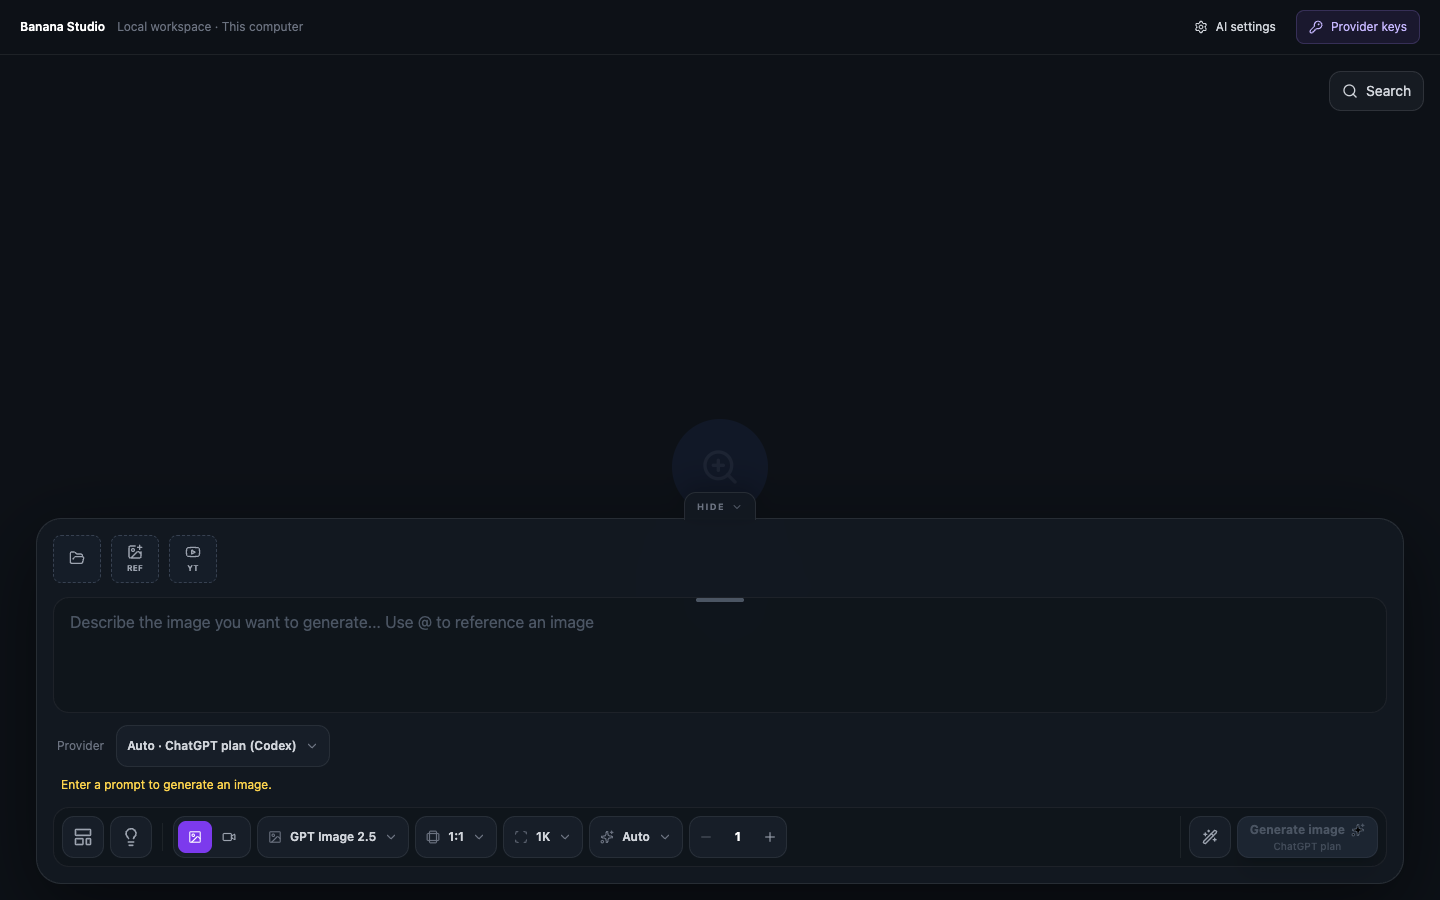 Banana Studio Local workspace · This computer AI settings Provider keys
Search
HIDE
REF YT
Describe the image you want to generate... Use @ to reference an image
Provider Auto · ChatGPT plan (Codex)
Enter a prompt to generate an image.
GPT Image 2.5 1:1 1K Auto 1 Generate image
ChatGPT plan